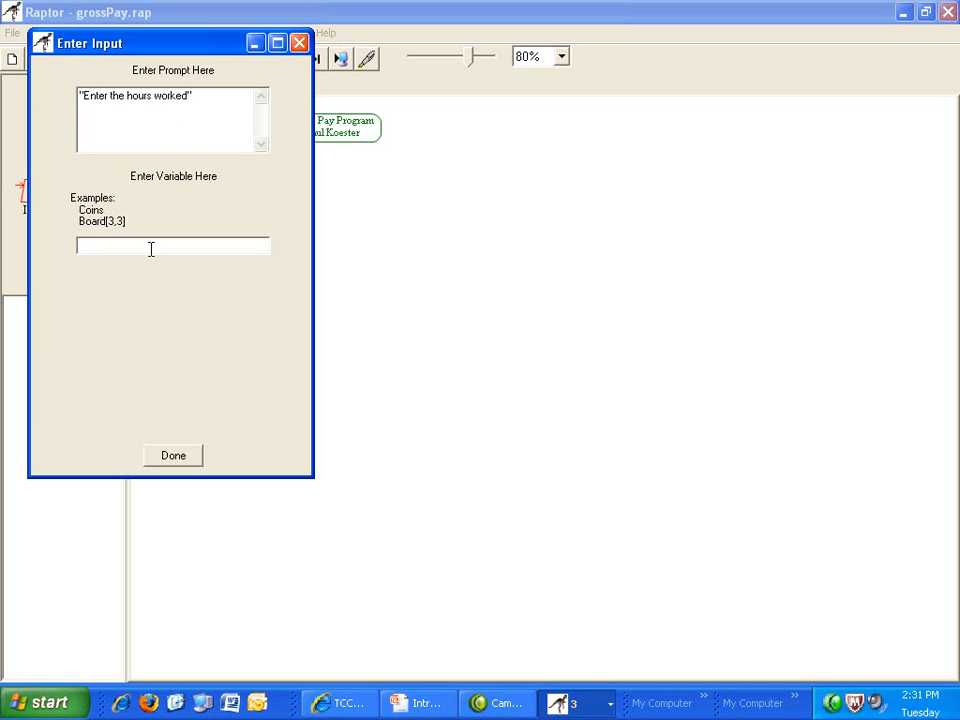 Raptor - grossPay.rap
File
Help
Enter Input
80%
Enter Prompt Here
"Enter the hours worked"
Pay Program
ul Koester
Enter Variable Here
Examples:
Coins
Board[3,3]
Done
start
TCC...
Intr...
Cam...
3
My Computer
My Computer
2:31 PM
Tuesday